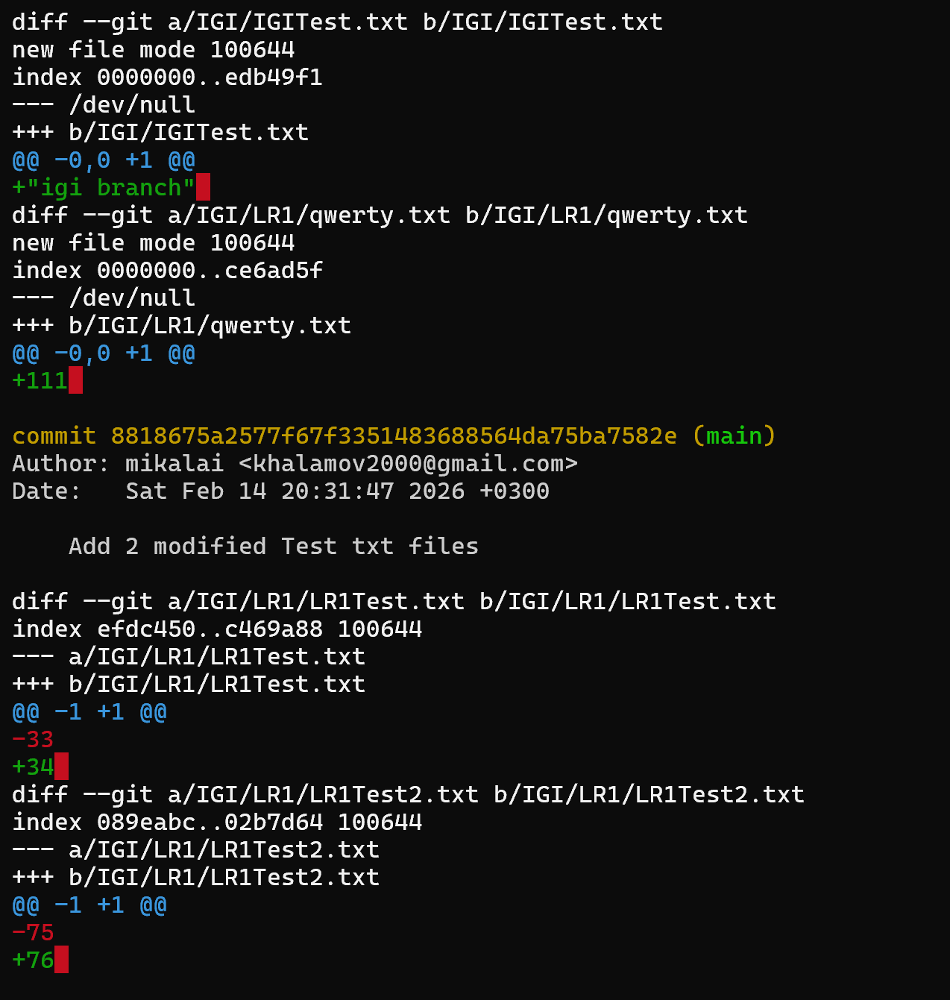 diff --git a/IGI/IGITest.txt b/IGI/IGITest.txt
new file mode 100644
index 0000000..edb49f1
--- /dev/null
+++ b/IGI/IGITest.txt
@@ -0,0 +1 @@
+"igi branch"
diff --git a/IGI/LR1/qwerty.txt b/IGI/LR1/qwerty.txt
new file mode 100644
index 0000000..ce6ad5f
--- /dev/null
+++ b/IGI/LR1/qwerty.txt
@@ -0,0 +1 @@
+111
commit 8818675a2577f67f3351483688564da75ba7582e (main)
Author: mikalai <khalamov2000@gmail.com>
Date:   Sat Feb 14 20:31:47 2026 +0300
Add 2 modified Test txt files
diff --git a/IGI/LR1/LR1Test.txt b/IGI/LR1/LR1Test.txt
index efdc450..c469a88 100644
--- a/IGI/LR1/LR1Test.txt
+++ b/IGI/LR1/LR1Test.txt
@@ -1 +1 @@
-33
+34
diff --git a/IGI/LR1/LR1Test2.txt b/IGI/LR1/LR1Test2.txt
index 089eabc..02b7d64 100644
--- a/IGI/LR1/LR1Test2.txt
+++ b/IGI/LR1/LR1Test2.txt
@@ -1 +1 @@
-75
+76